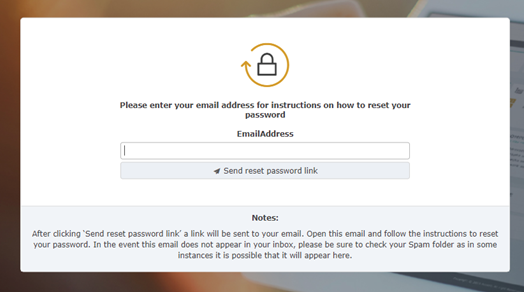 Please enter your email address for instructions on how to reset your
password
EmailAddress
Send reset password link
Notes:
After clicking `Send reset password link` a link will be sent to your email. Open this email and follow the instructions to reset
your password. In the event this email does not appear in your inbox, please be sure to check your Spam folder as in some
instances it is possible that it will appear here.